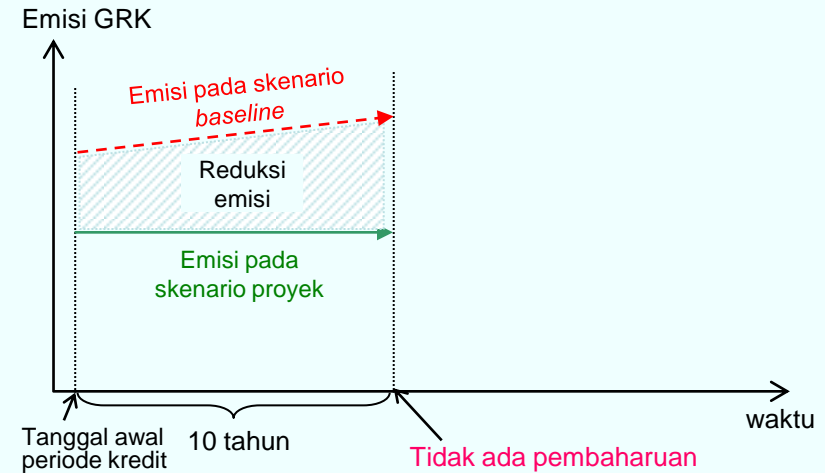 Emisi GRK
Emisi pada skenario
baseline
Reduksi
emisi
Emisi pada
skenario proyek
waktu
Tanggal awal
periode kredit
10 tahun
Tidak ada pembaharuan